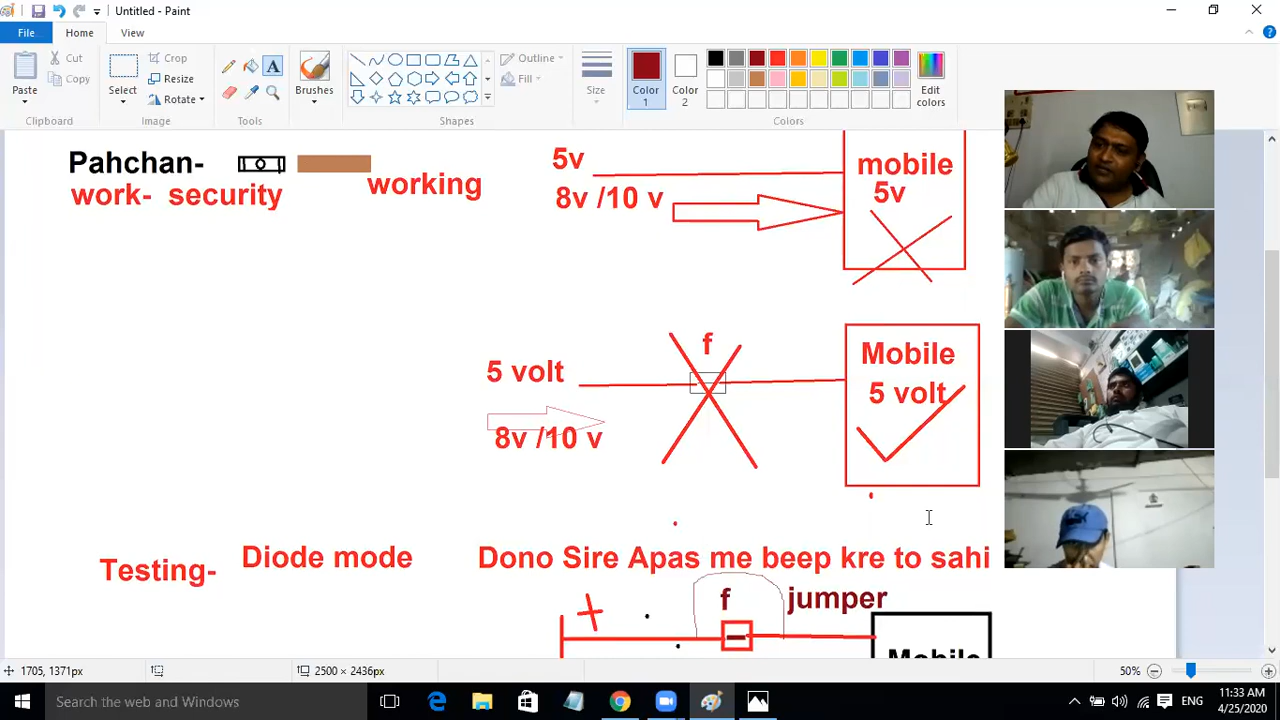 Untitled - Paint
File
Home
View
Paste
Cut
Copy
Clipboard
Select
Crop
Resize
Rotate
Image
A
Tools
Brushes
Outline
Fill
Shapes
Size
Color 1
Color 2
Edit colors
Colors
Pahchan-
work- security
working
5v
8v /10 v
mobile
5v
f
5 volt
8v /10 v
Mobile
5 volt
Testing-
Diode mode
Dono Sire Apas me beep kre to sahi
f
jumper
Mobile
1705, 1371px
2500 × 2436px
50%
Search the web and Windows
ENG
11:33 AM
4/25/2020